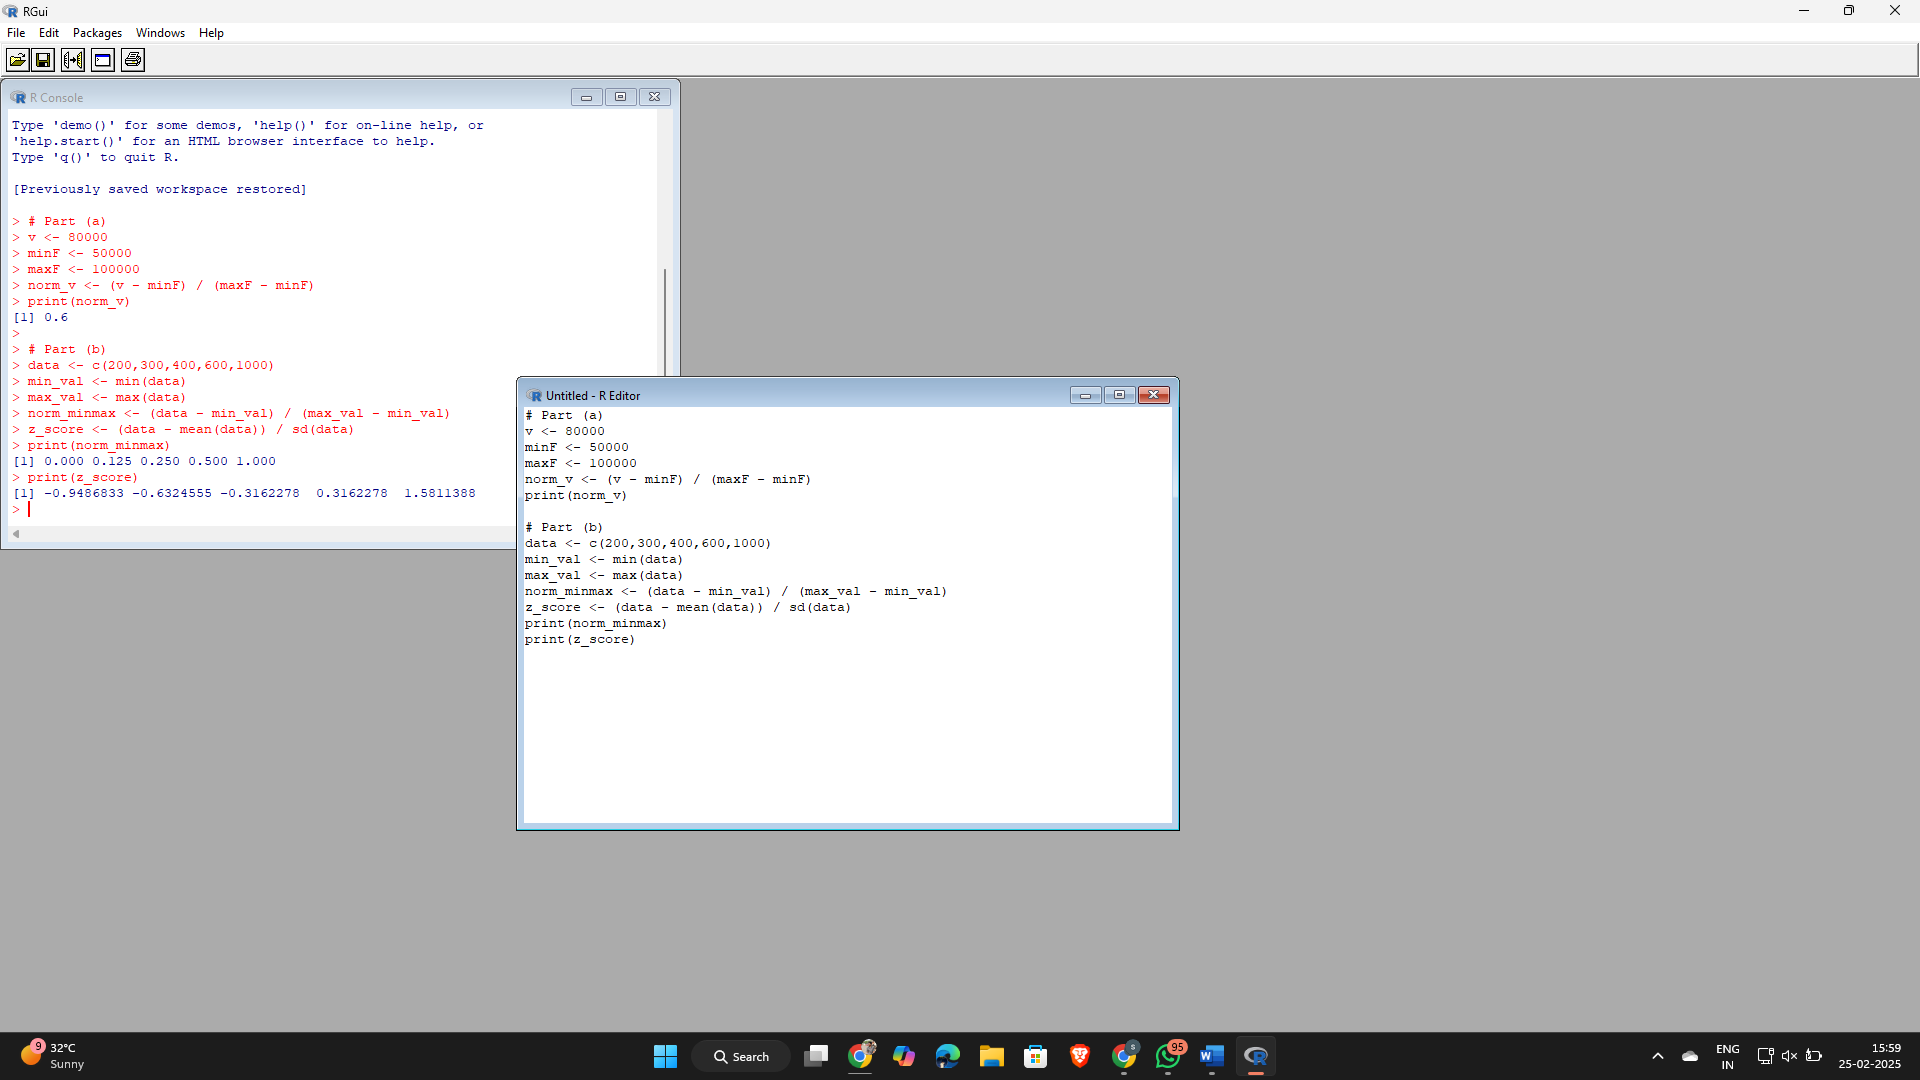 RGui
File Edit Packages Windows Help
R Console
Type 'demo()' for some demos, 'help()' for on-line help, or
'help.start()' for an HTML browser interface to help.
Type 'q()' to quit R.
[Previously saved workspace restored]
> # Part (a)
> v <- 80000
> minF <- 50000
> maxF <- 100000
> norm_v <- (v - minF) / (maxF - minF)
> print(norm_v)
[1] 0.6
>
> # Part (b)
> data <- c(200,300,400,600,1000)
> min_val <- min(data)
> max_val <- max(data)
> norm_minmax <- (data - min_val) / (max_val - min_val)
> z_score <- (data - mean(data)) / sd(data)
> print(norm_minmax)
[1] 0.000 0.125 0.250 0.500 1.000
> print(z_score)
[1] -0.9486833 -0.6324555 -0.3162278  0.3162278  1.5811388
>
Untitled - R Editor
# Part (a)
v <- 80000
minF <- 50000
maxF <- 100000
norm_v <- (v - minF) / (maxF - minF)
print(norm_v)
# Part (b)
data <- c(200,300,400,600,1000)
min_val <- min(data)
max_val <- max(data)
norm_minmax <- (data - min_val) / (max_val - min_val)
z_score <- (data - mean(data)) / sd(data)
print(norm_minmax)
print(z_score)
9
32°C
Sunny
Search
S
95
ENG
IN
15:59
25-02-2025